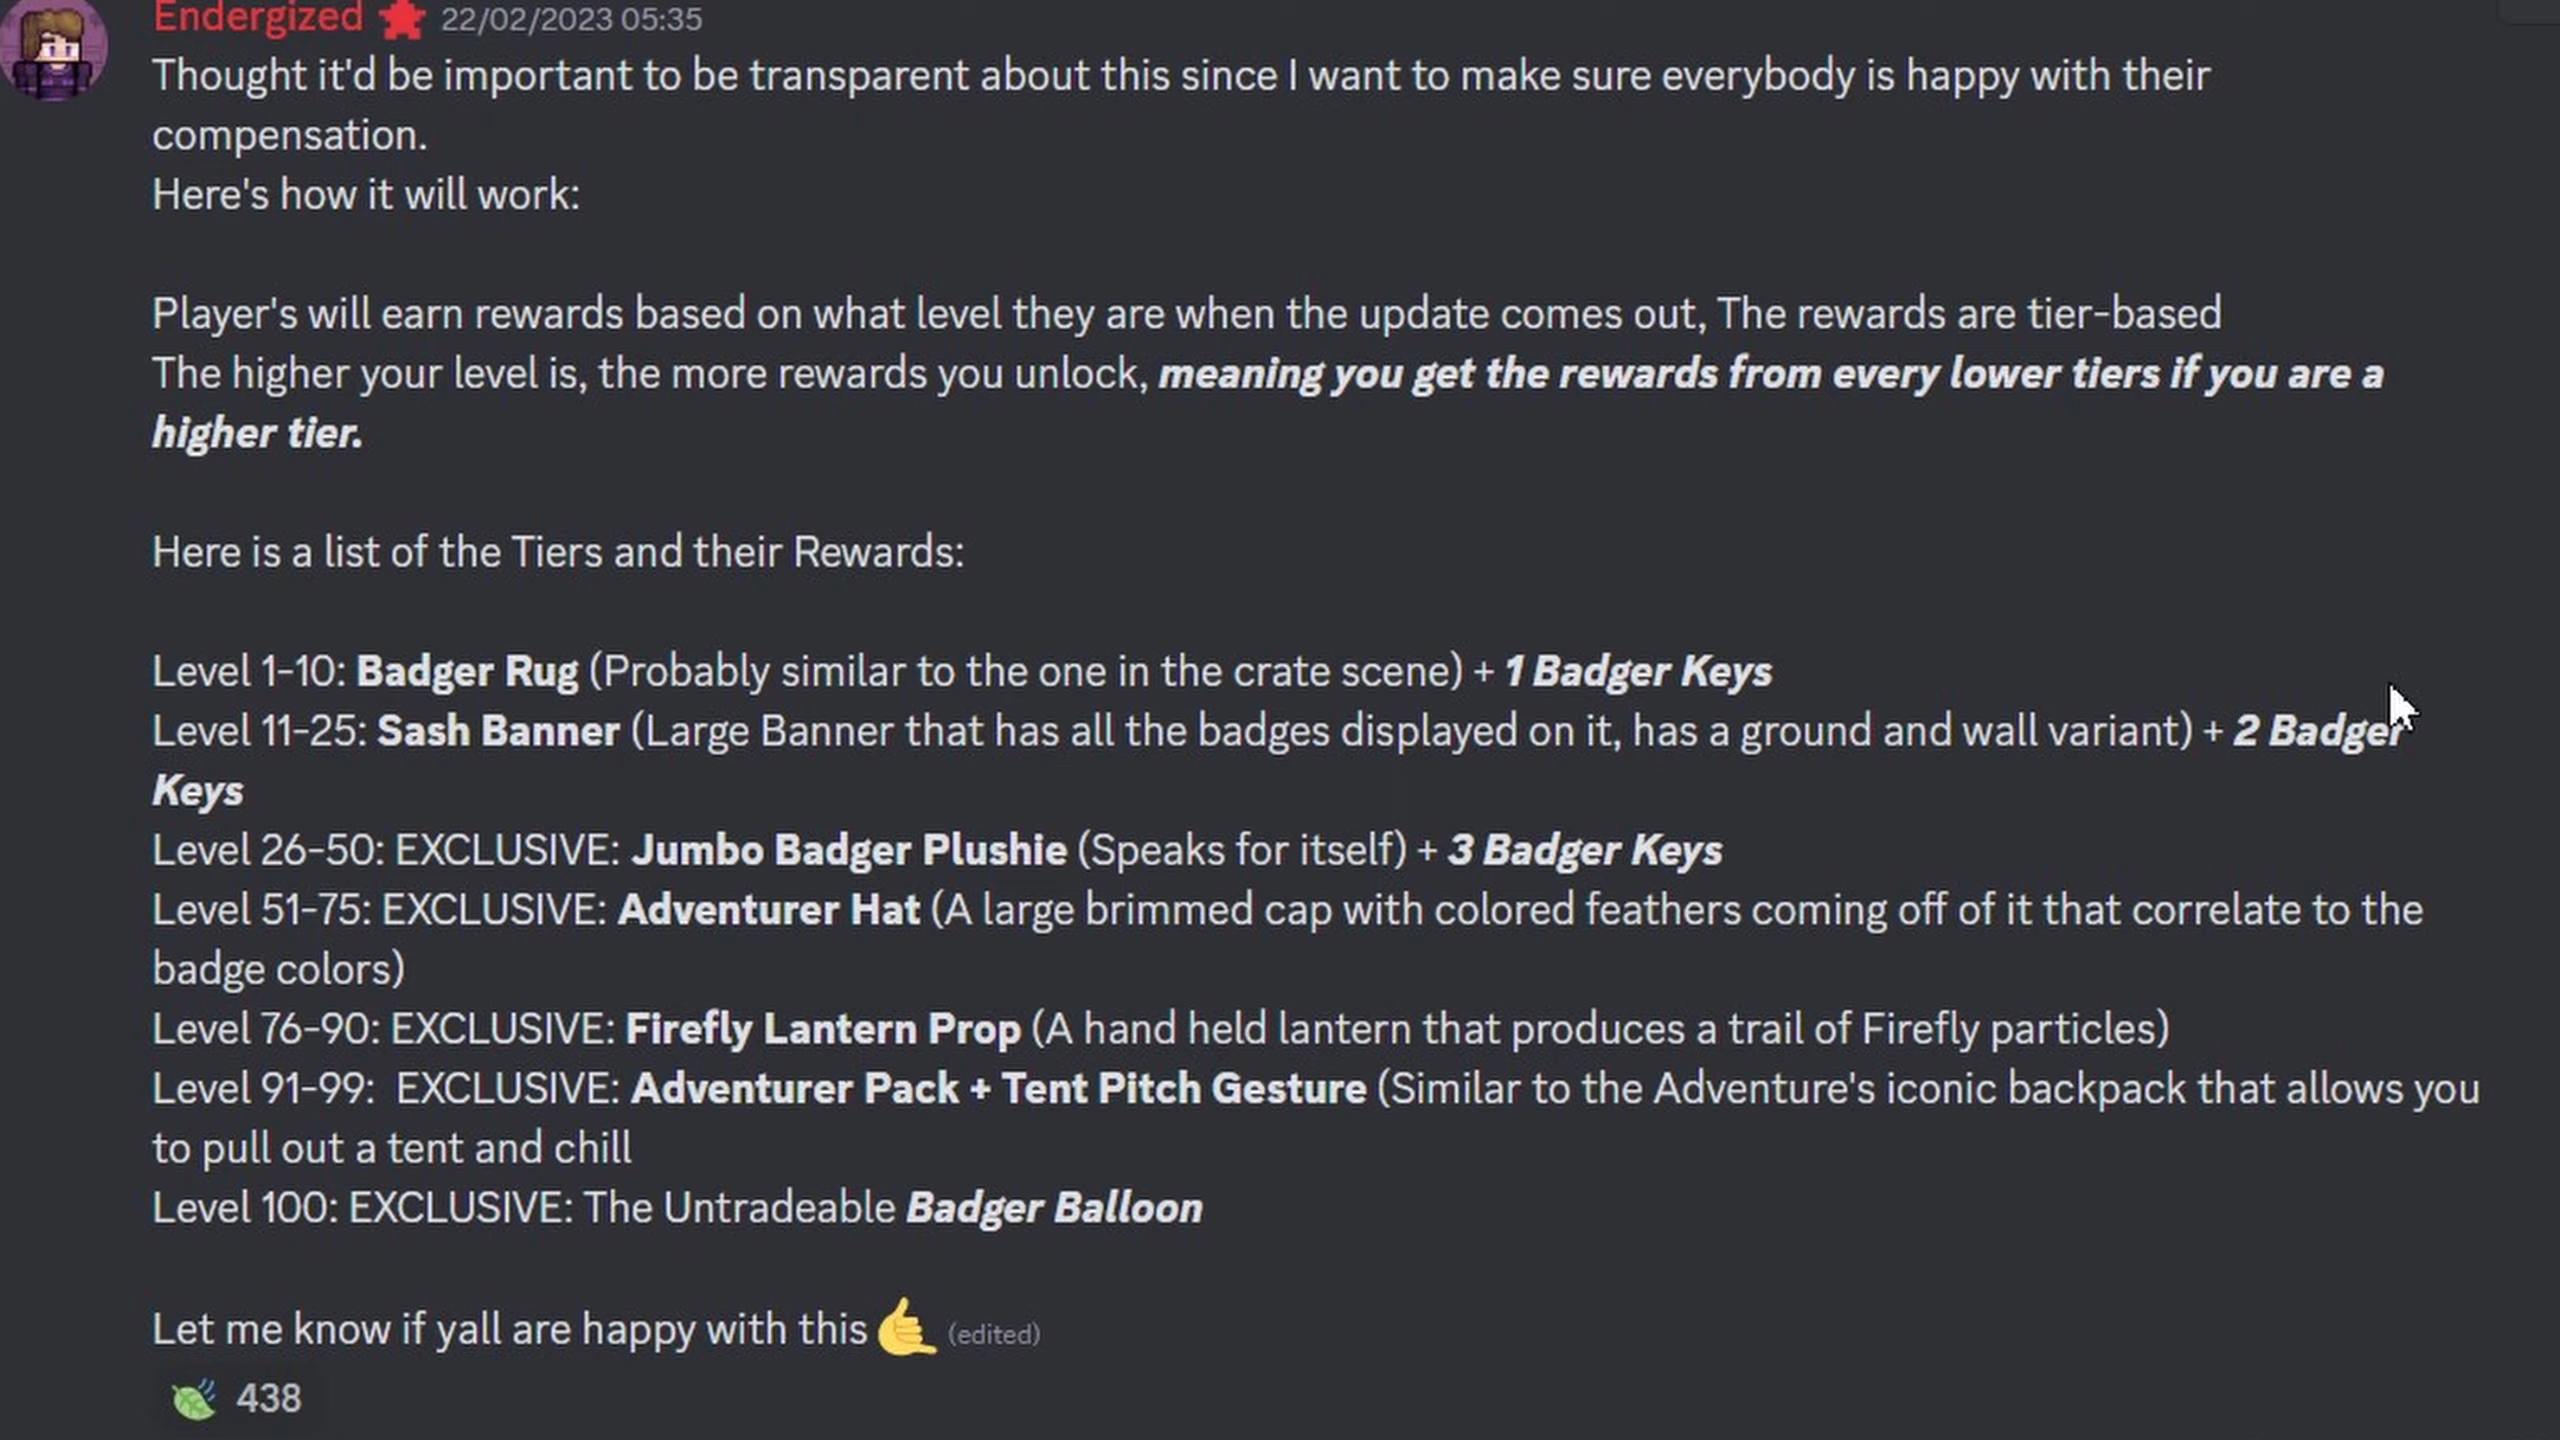 Endergized 22/02/2023 05:35
Thought it'd be important to be transparent about this since I want to make sure everybody is happy with their
compensation.
Here's how it will work:
Player's will earn rewards based on what level they are when the update comes out, The rewards are tier-based
The higher your level is, the more rewards you unlock, meaning you get the rewards from every lower tiers if you are a
higher tier.
Here is a list of the Tiers and their Rewards:
Level 1-10: Badger Rug (Probably similar to the one in the crate scene) + 1 Badger Keys
Level 11-25: Sash Banner (Large Banner that has all the badges displayed on it, has a ground and wall variant) + 2 Badger
Keys
Level 26-50: EXCLUSIVE: Jumbo Badger Plushie (Speaks for itself) + 3 Badger Keys
Level 51-75: EXCLUSIVE: Adventurer Hat (A large brimmed cap with colored feathers coming off of it that correlate to the
badge colors)
Level 76-90: EXCLUSIVE: Firefly Lantern Prop (A hand held lantern that produces a trail of Firefly particles)
Level 91-99:  EXCLUSIVE: Adventurer Pack + Tent Pitch Gesture (Similar to the Adventure's iconic backpack that allows you
to pull out a tent and chill
Level 100: EXCLUSIVE: The Untradeable Badger Balloon
Let me know if yall are happy with this 🤙 (edited)
438